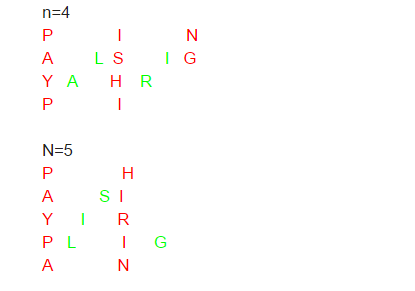 n=4
P I N
A L S I G
Y A H R
P I
N=5
P H
A S I
Y I R
P L I G
A N